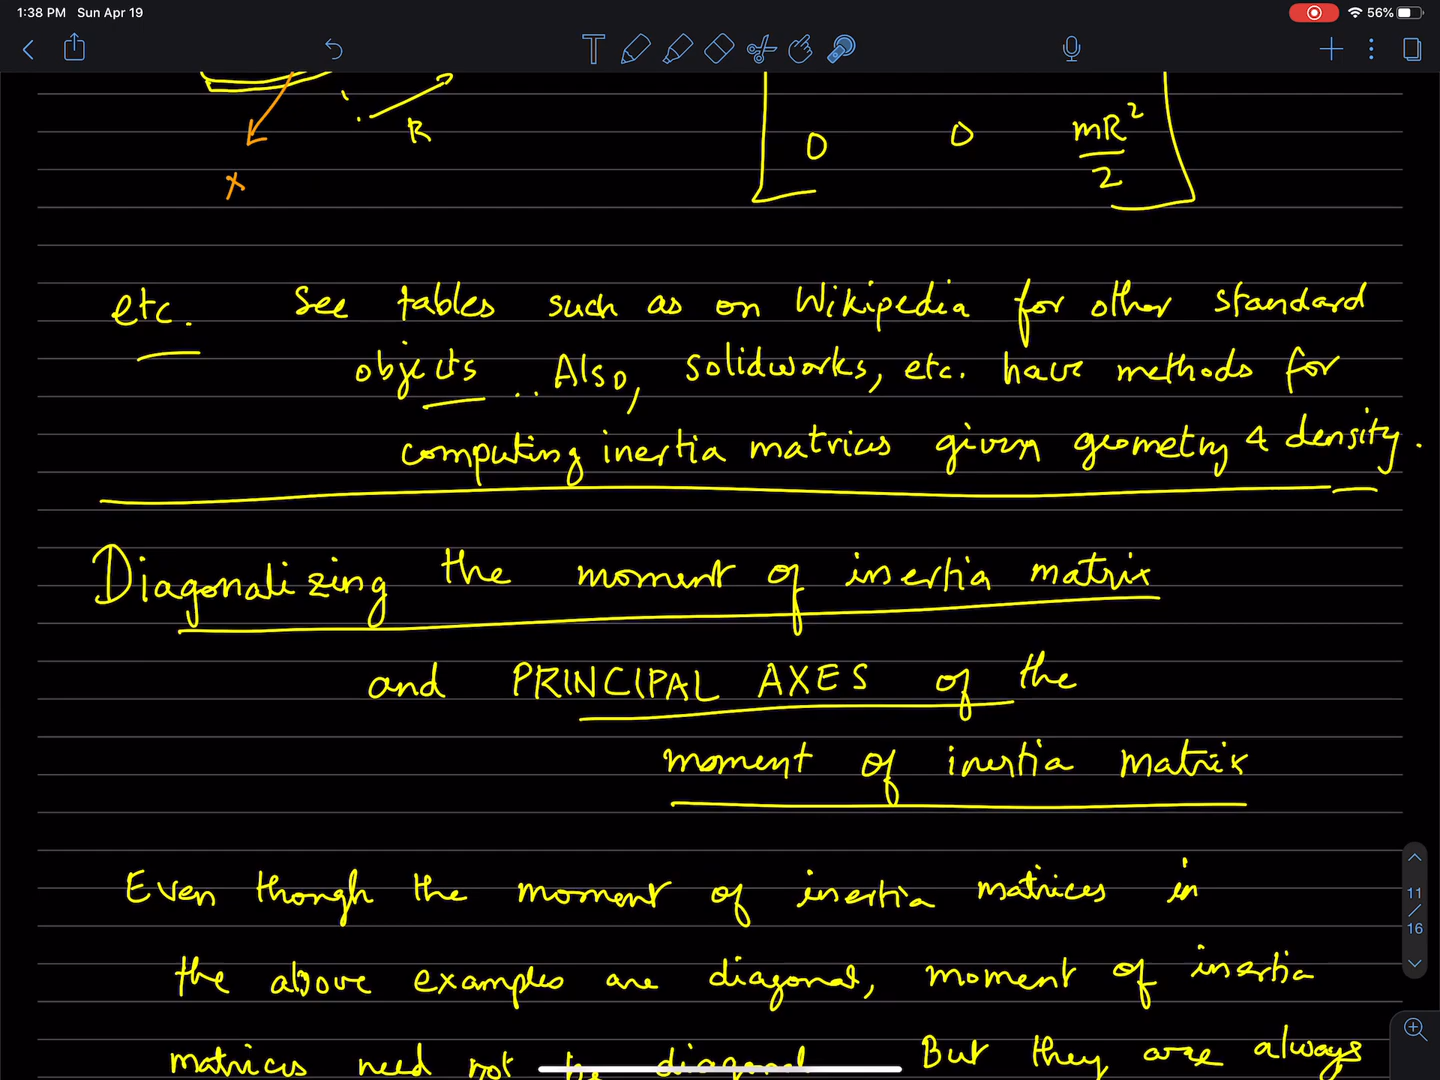 1:38 PM Sun Apr 19
56%
T
R
x
0 0 mR²/2
etc. See tables such as on Wikipedia for other standard
objects .. Also, solidworks, etc. have methods for
computing inertia matrices given geometry & density.
Diagonalizing the moment of inertia matrix
and PRINCIPAL AXES of the
moment of inertia matrix
Even though the moment of inertia matrices in
the above examples are diagonal, moment of inertia
matrices need not be diagonal But they are always
11
/
16